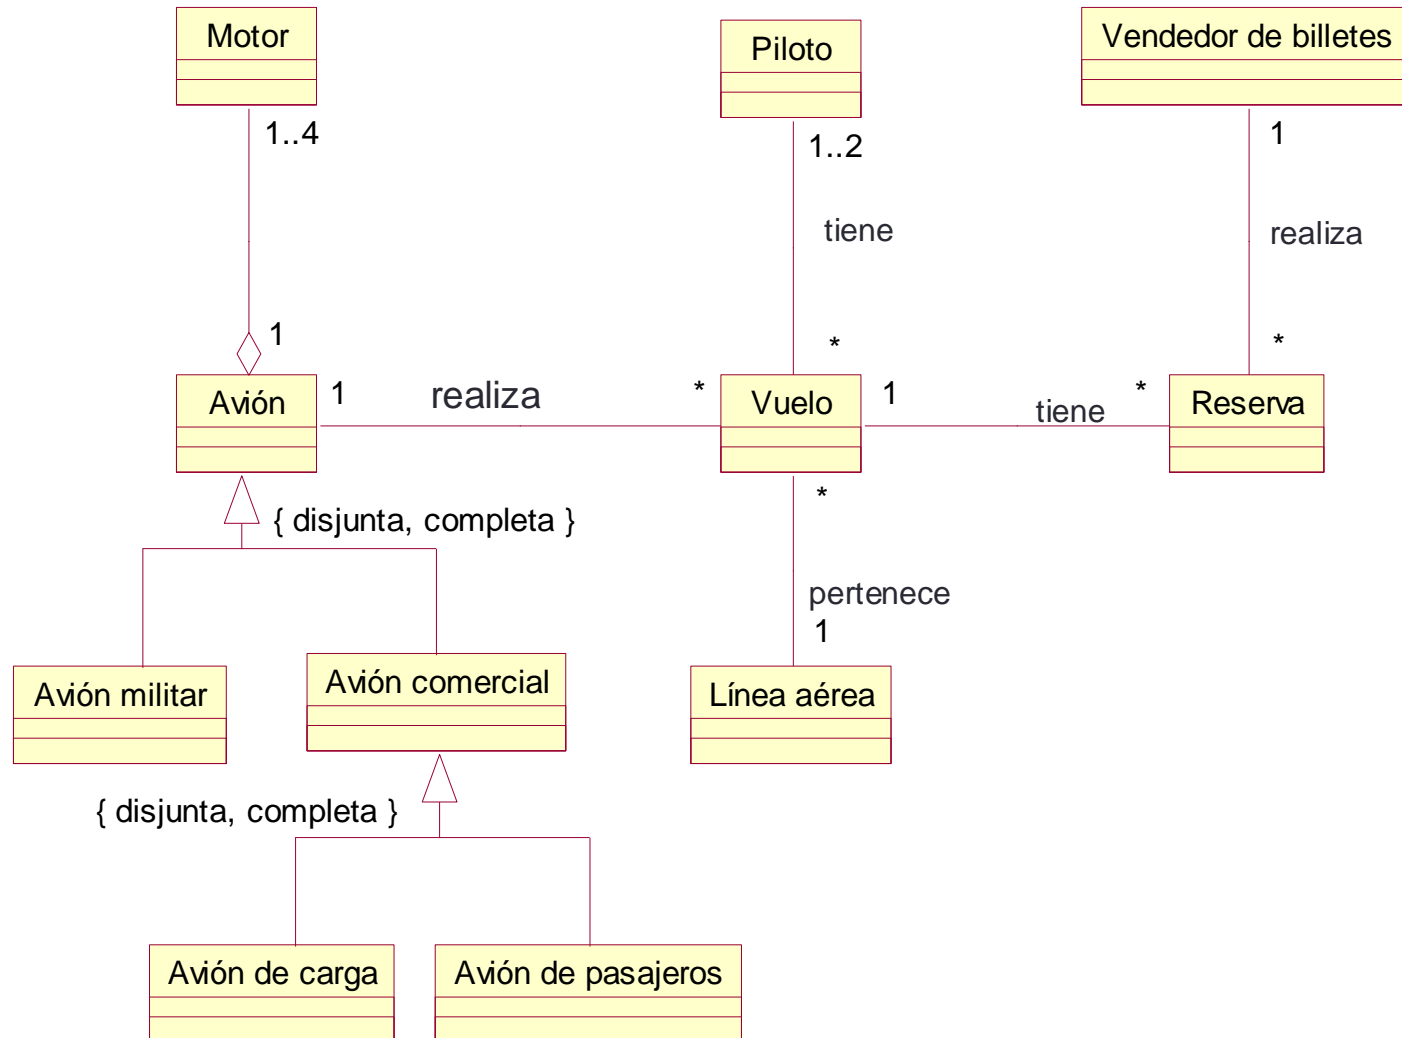 Motor
Piloto
Vendedor de billetes
1..4
1..2
1
tiene
realiza
1
*
*
Avión
1
realiza
*
Vuelo
1
tiene
*
Reserva
{ disjunta, completa }
*
pertenece
1
Avión militar
Avión comercial
Línea aérea
{ disjunta, completa }
Avión de carga
Avión de pasajeros